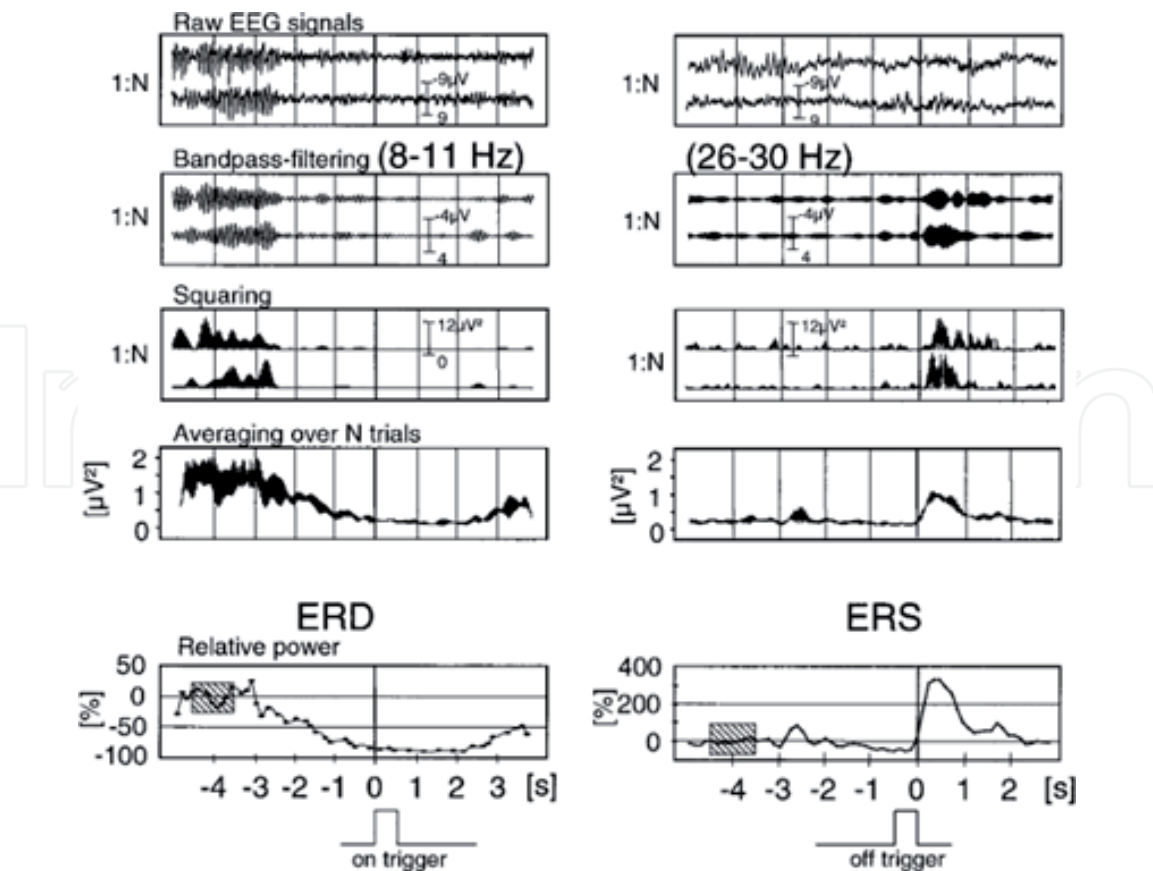 Raw EEG signals
1:N
-9µV
9
1:N
-9µV
9
Bandpass-filtering (8-11 Hz)
(26-30 Hz)
1:N
-4µV
4
1:N
-4µV
4
Squaring
1:N
12µV²
0
1:N
12µV²
Averaging over N trials
[µV²]
2
1
0
[µV²]
2
1
0
ERD
ERS
Relative power
[%]
50
0
-50
-100
[%]
400
200
0
-4 -3 -2 -1 0 1 2 3 [s]
-4 -3 -2 -1 0 1 2 [s]
on trigger
off trigger